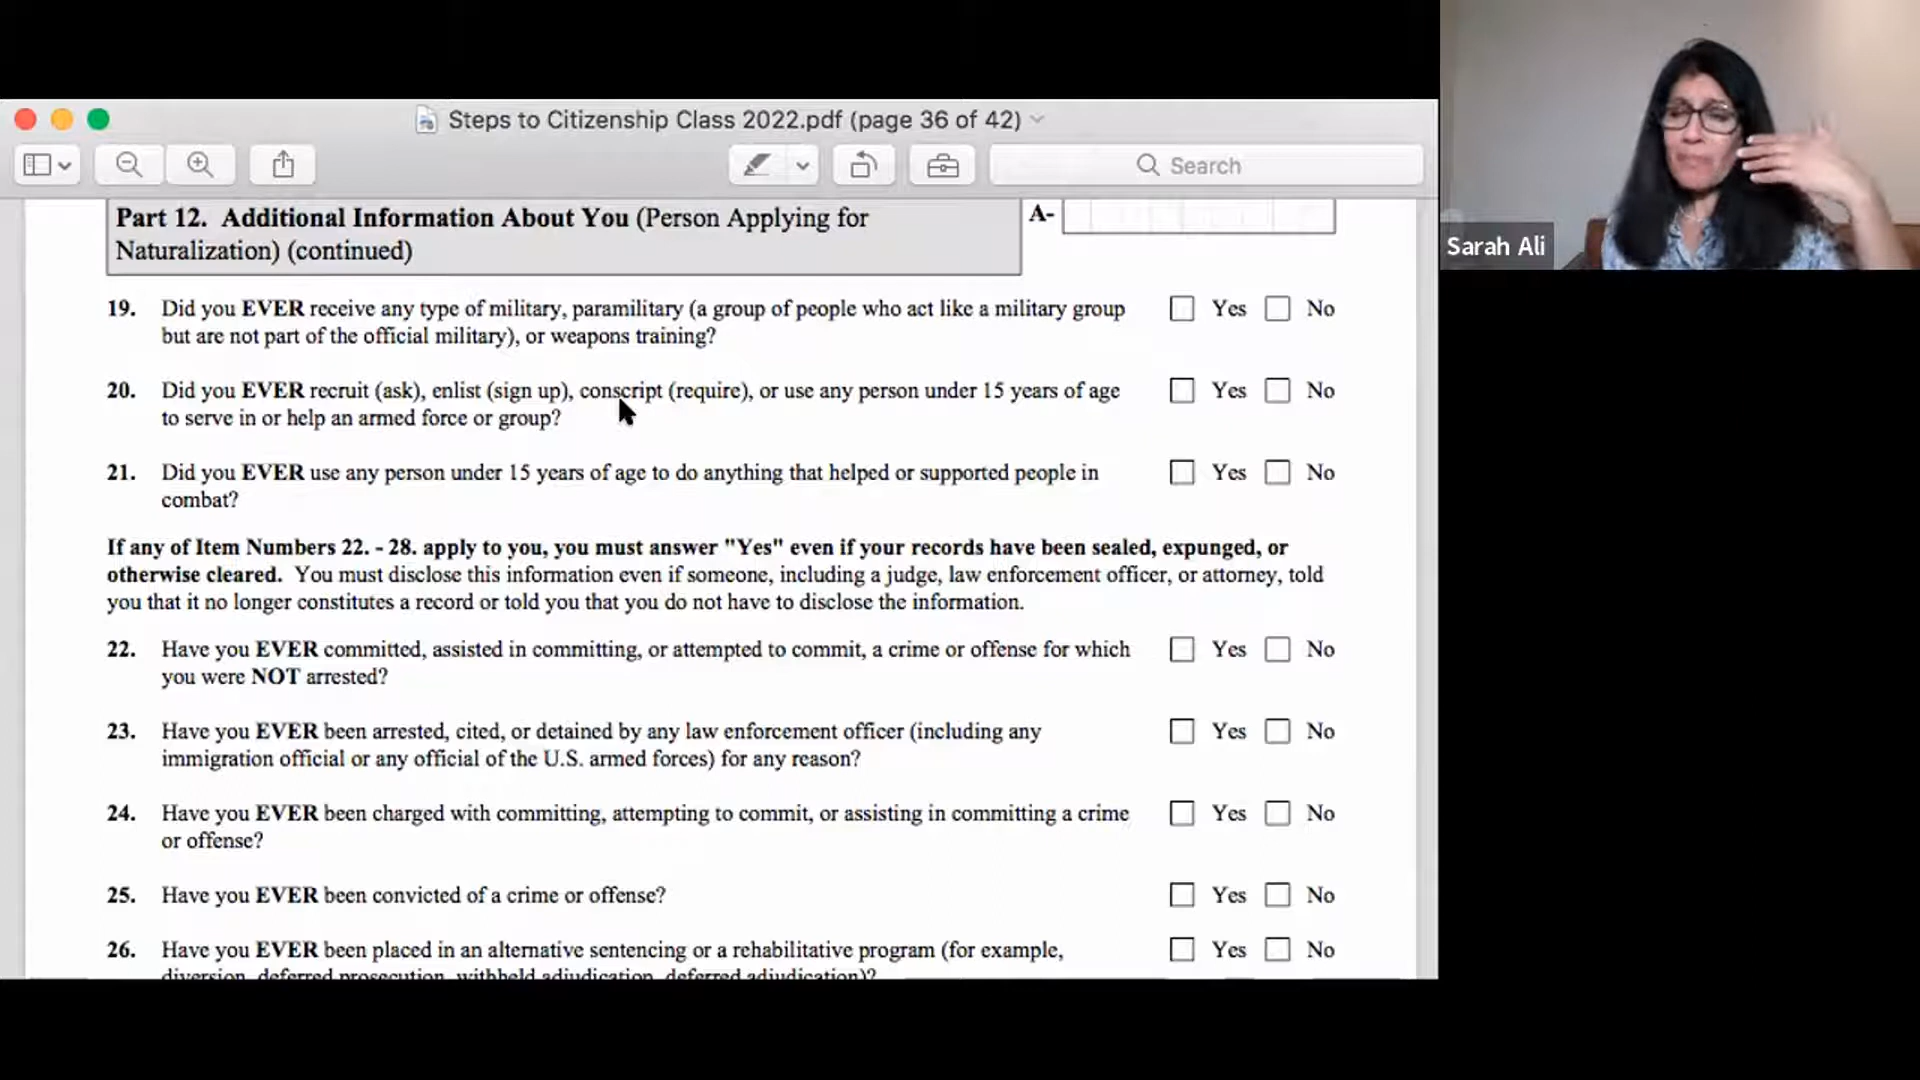 Steps to Citizenship Class 2022.pdf (page 36 of 42)
Search
Sarah Ali
Part 12. Additional Information About You (Person Applying for
Naturalization) (continued)
A-
19. Did you EVER receive any type of military, paramilitary (a group of people who act like a military group Yes No
but are not part of the official military), or weapons training?
20. Did you EVER recruit (ask), enlist (sign up), conscript (require), or use any person under 15 years of age Yes No
to serve in or help an armed force or group?
21. Did you EVER use any person under 15 years of age to do anything that helped or supported people in Yes No
combat?
If any of Item Numbers 22. - 28. apply to you, you must answer "Yes" even if your records have been sealed, expunged, or
otherwise cleared. You must disclose this information even if someone, including a judge, law enforcement officer, or attorney, told
you that it no longer constitutes a record or told you that you do not have to disclose the information.
22. Have you EVER committed, assisted in committing, or attempted to commit, a crime or offense for which Yes No
you were NOT arrested?
23. Have you EVER been arrested, cited, or detained by any law enforcement officer (including any Yes No
immigration official or any official of the U.S. armed forces) for any reason?
24. Have you EVER been charged with committing, attempting to commit, or assisting in committing a crime Yes No
or offense?
25. Have you EVER been convicted of a crime or offense? Yes No
26. Have you EVER been placed in an alternative sentencing or a rehabilitative program (for example, Yes No
diversion, deferred prosecution, withheld adjudication, deferred adjudication)?